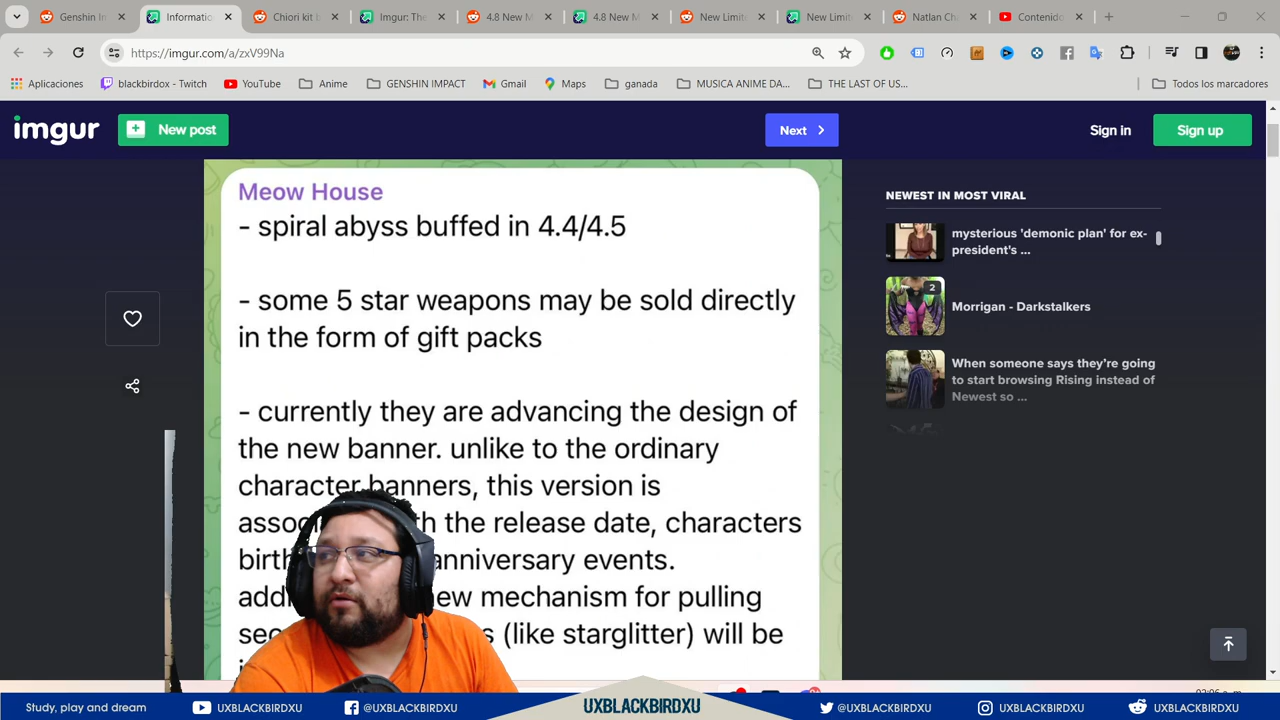 Genshin In
Informatio
Chiori kit b
Imgur: The
4.8 New M
4.8 New M
New Limite
New Limite
Natlan Ch
Contenido
https://imgur.com/a/zxV99Na
Aplicaciones
blackbirdox - Twitch
YouTube
Anime
GENSHIN IMPACT
Gmail
Maps
ganada
MUSICA ANIME DA...
THE LAST OF US...
Todos los marcadores
imgur
New post
Next
Sign in
Sign up
Meow House
- spiral abyss buffed in 4.4/4.5
- some 5 star weapons may be sold directly
in the form of gift packs
- currently they are advancing the design of
the new banner. unlike to the ordinary
character banners, this version is
the release date, characters
anniversary events.
mechanism for pulling
(like starglitter) will be
NEWEST IN MOST VIRAL
mysterious 'demonic plan' for ex-
president's ...
2
Morrigan - Darkstalkers
When someone says they're going
to start browsing Rising instead of
Newest so ...
Study, play and dream
UXBLACKBIRDXU
@UXBLACKBIRDXU
UXBLACKBIRDXU
@UXBLACKBIRDXU
UXBLACKBIRDXU
UXBLACKBIRDXU